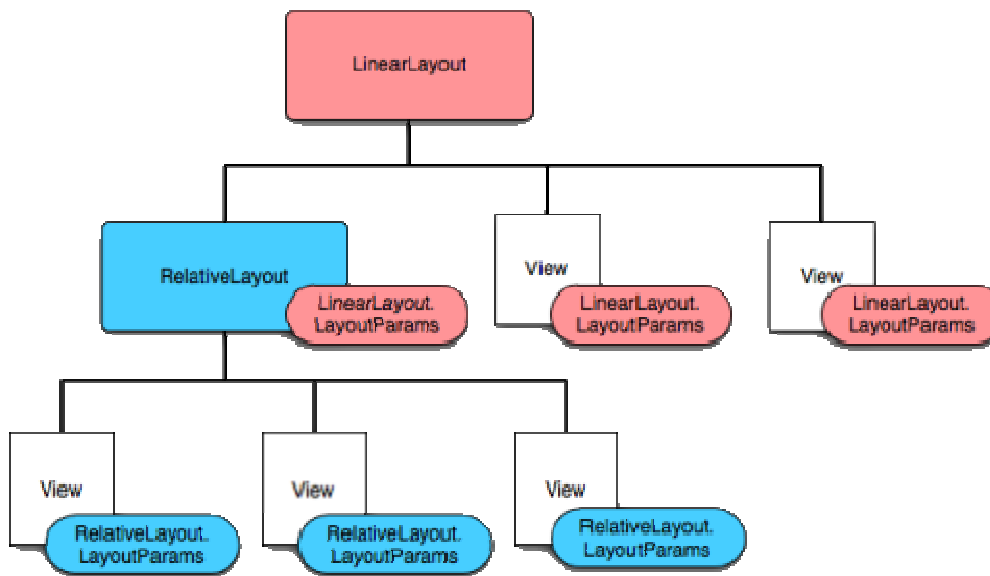 LinearLayout
RelativeLayout
LinearLayout.
LayoutParams
View
LinearLayout.
LayoutParams
View
LinearLayout.
LayoutParams
View
RelativeLayout.
LayoutParams
View
RelativeLayout.
LayoutParams
View
RelativeLayout.
LayoutParams